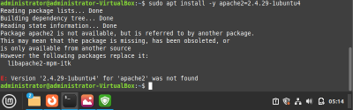 administrator@administrator-VirtualBox:~$ sudo apt install -y apache2=2.4.29-1ubuntu4
Reading package lists... Done
Building dependency tree... Done
Reading state information... Done
Package apache2 is not available, but is referred to by another package.
This may mean that the package is missing, has been obsoleted, or
is only available from another source
However the following packages replace it:
libapache2-mpm-itk
E: Version '2.4.29-1ubuntu4' for 'apache2' was not found
administrator@administrator-VirtualBox:~$
05:14